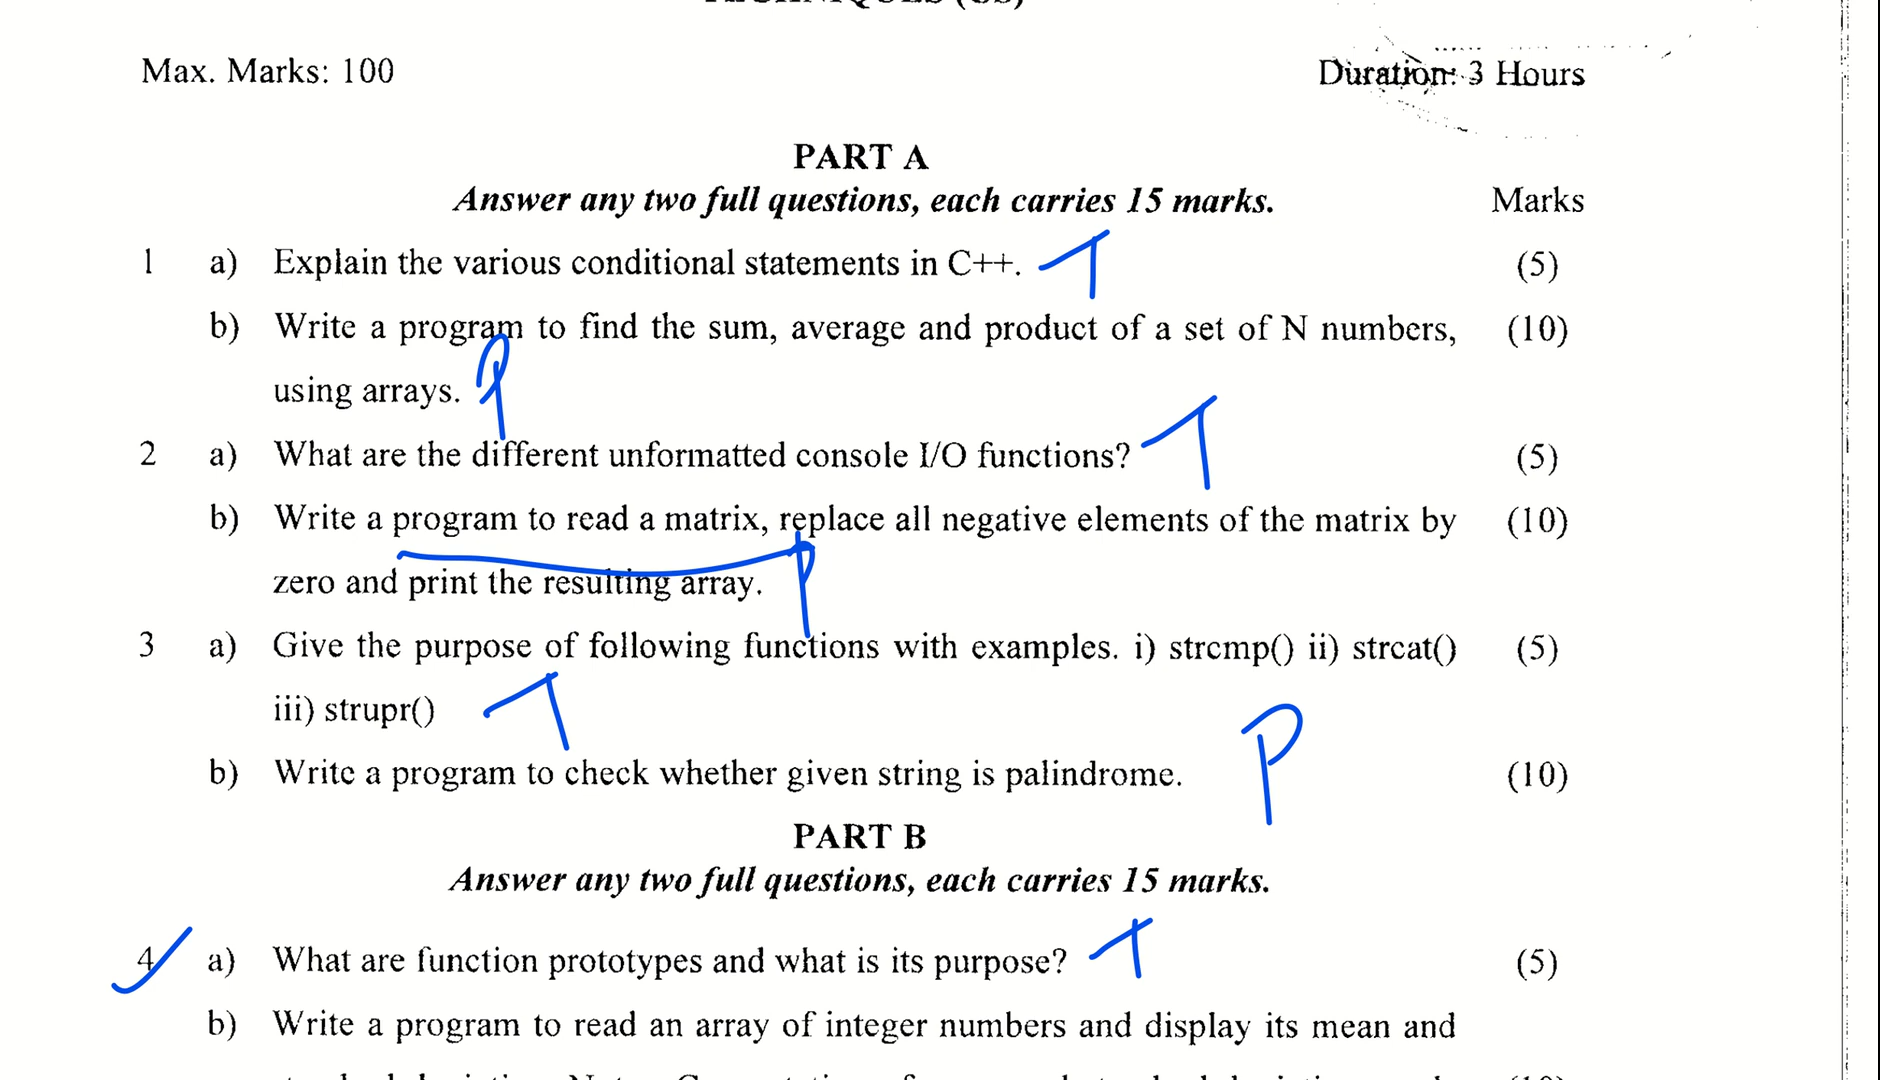 Max. Marks: 100 Duration: 3 Hours
PART A
Answer any two full questions, each carries 15 marks. Marks
1 a) Explain the various conditional statements in C++. T (5)
b) Write a program to find the sum, average and product of a set of N numbers, (10)
using arrays. P
2 a) What are the different unformatted console I/O functions? T (5)
b) Write a program to read a matrix, replace all negative elements of the matrix by (10)
zero and print the resulting array. P
3 a) Give the purpose of following functions with examples. i) strcmp() ii) strcat() (5)
iii) strupr() T
b) Write a program to check whether given string is palindrome. P (10)
PART B
Answer any two full questions, each carries 15 marks.
4 a) What are function prototypes and what is its purpose? T (5)
b) Write a program to read an array of integer numbers and display its mean and